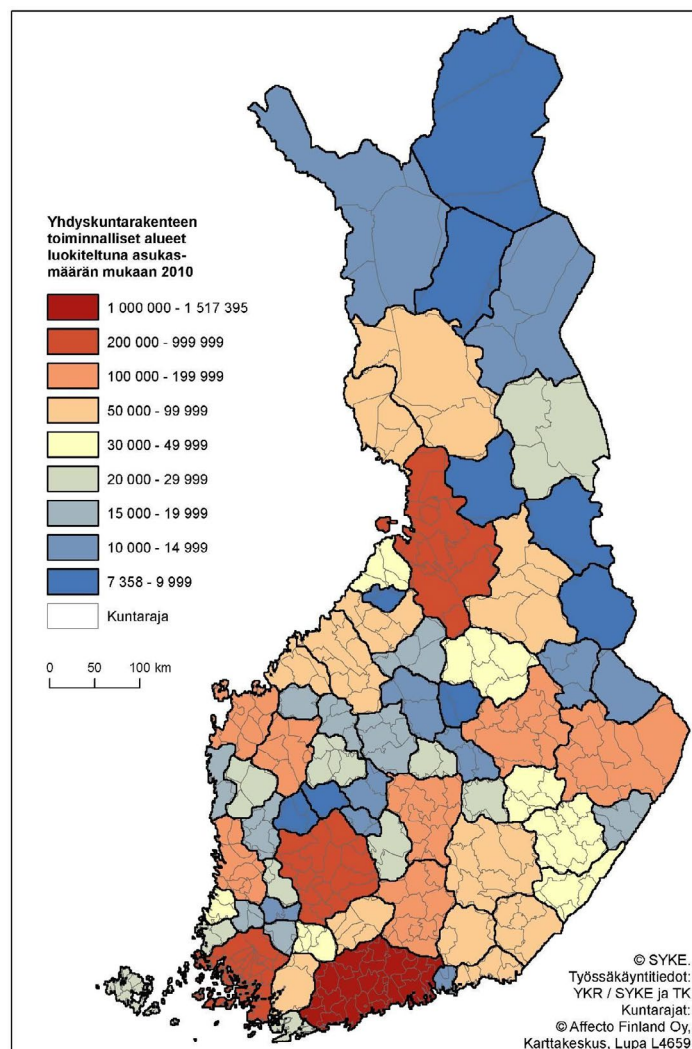 Yhdyskuntarakenteen
toiminnalliset alueet
luokiteltuna asukas-
määrän mukaan 2010
1 000 000 - 1 517 395
200 000 - 999 999
100 000 - 199 999
50 000 - 99 999
30 000 - 49 999
20 000 - 29 999
15 000 - 19 999
10 000 - 14 999
7 358 - 9 999
Kuntaraja
0 50 100 km
© SYKE.
Työssäkäyntitiedot:
YKR / SYKE ja TK
Kuntarajat:
© Affecto Finland Oy,
Karttakeskus, Lupa L4659